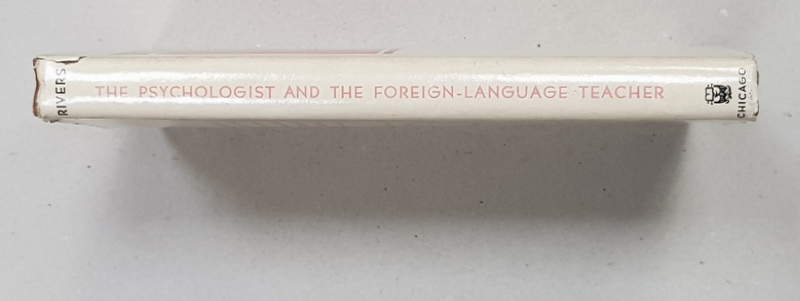 RIVERS
THE PSYCHOLOGIST AND THE FOREIGN-LANGUAGE TEACHER
CHICAGO